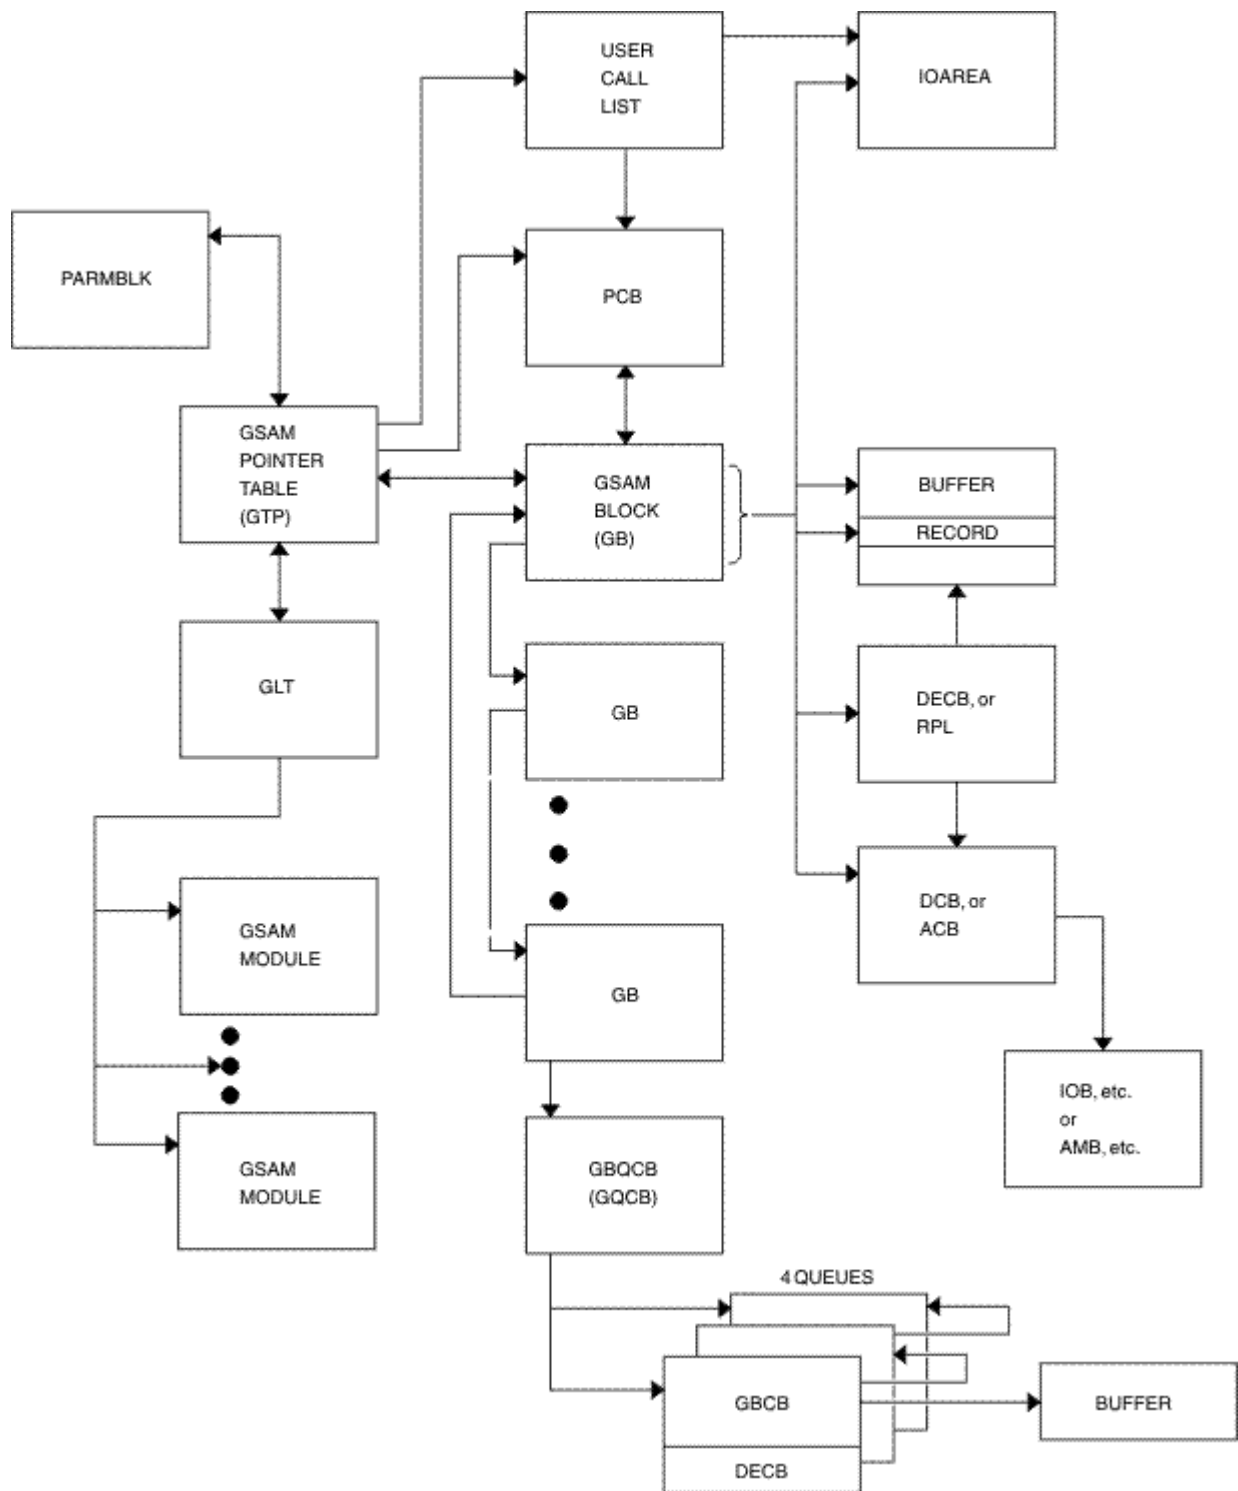 USER
CALL
LIST
IOAREA
PARMBLK
PCB
GSAM
POINTER
TABLE
(GTP)
GSAM
BLOCK
(GB)
BUFFER
RECORD
GLT
GB
DECB, or
RPL
GSAM
MODULE
GB
DCB, or
ACB
GSAM
MODULE
GBQCB
(GQCB)
IOB, etc.
or
AMB, etc.
4 QUEUES
GBCB
DECB
BUFFER